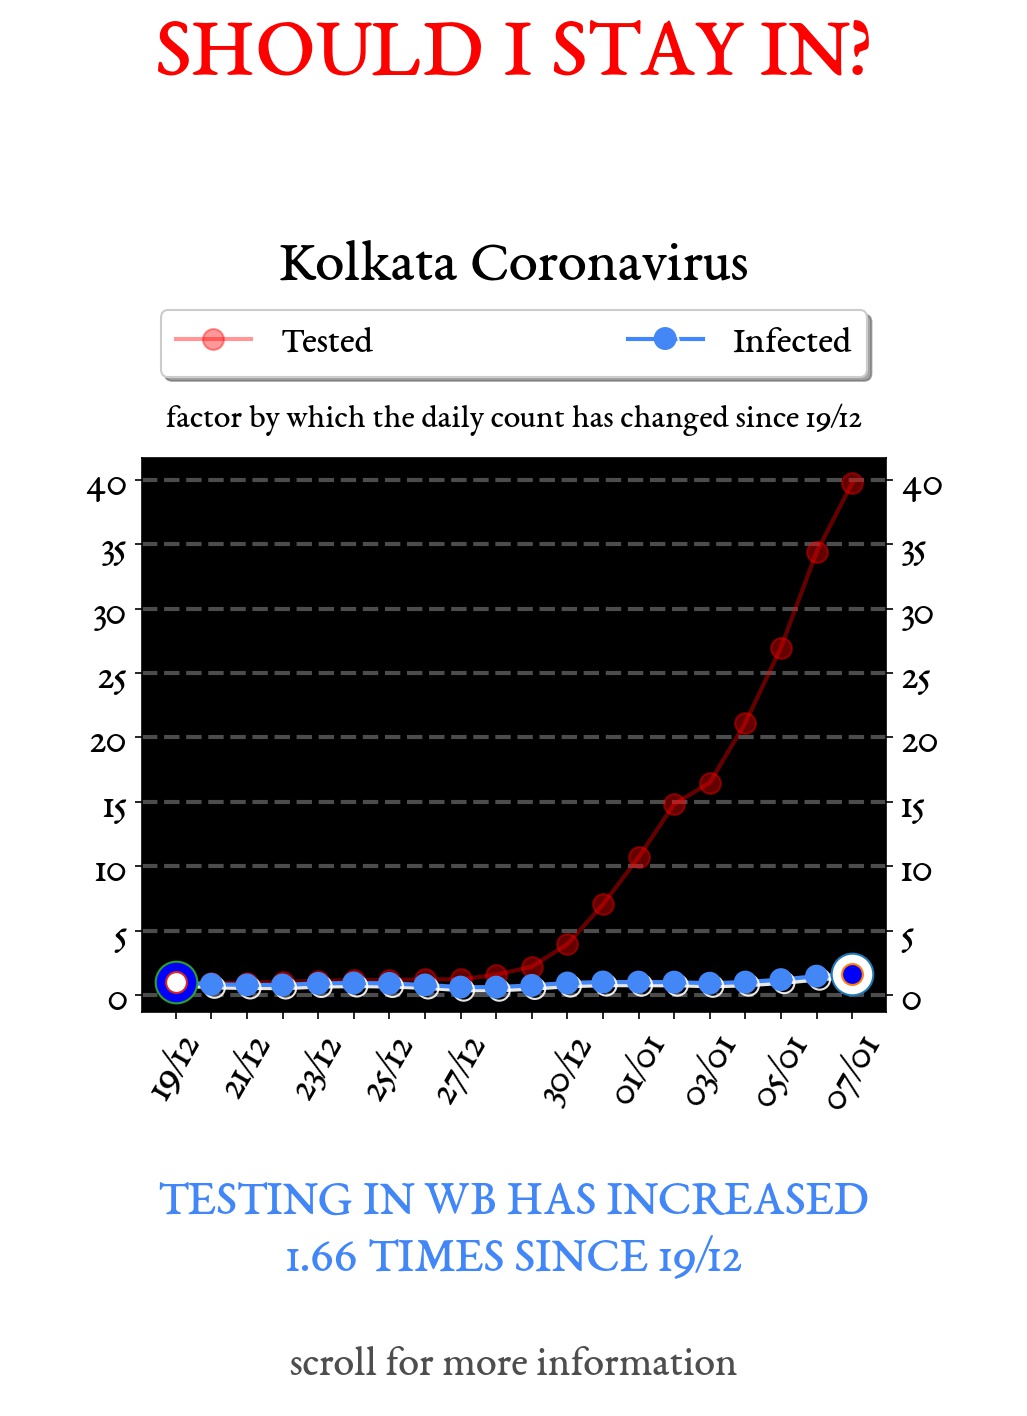 SHOULD I STAY IN?
Kolkata Coronavirus
Tested Infected
factor by which the daily count has changed since 19/12
40 40
35 35
30 30
25 25
20 20
15 15
10 10
5 5
0 0
19/12 21/12 23/12 25/12 27/12 30/12 01/01 03/01 05/01 07/01
TESTING IN WB HAS INCREASED
1.66 TIMES SINCE 19/12
scroll for more information